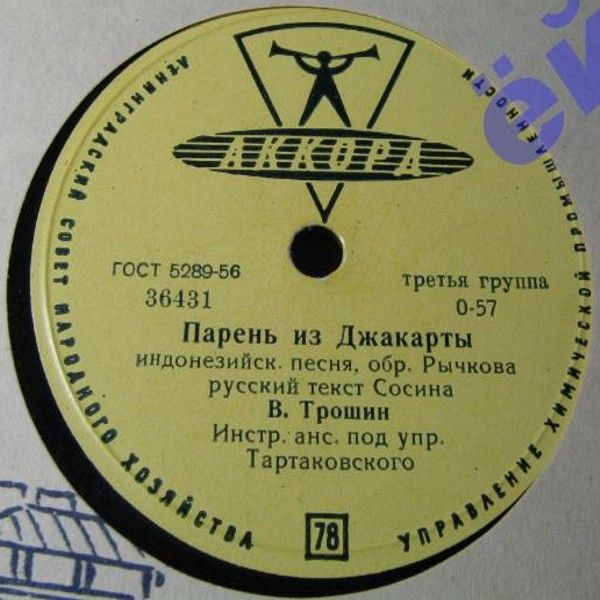 АККОРД
ЛЕНИНГРАДСКИЙ СОВЕТ НАРОДНОГО ХОЗЯЙСТВА
УПРАВЛЕНИЕ ХИМИЧЕСКОЙ ПРОМЫШЛЕННОСТИ
ГОСТ 5289-56
36431
третья группа
0-57
Парень из Джакарты
индонезийск. песня, обр. Рычкова
русский текст Сосина
В. Трошин
Инстр. анс. под упр.
Тартаковского
78